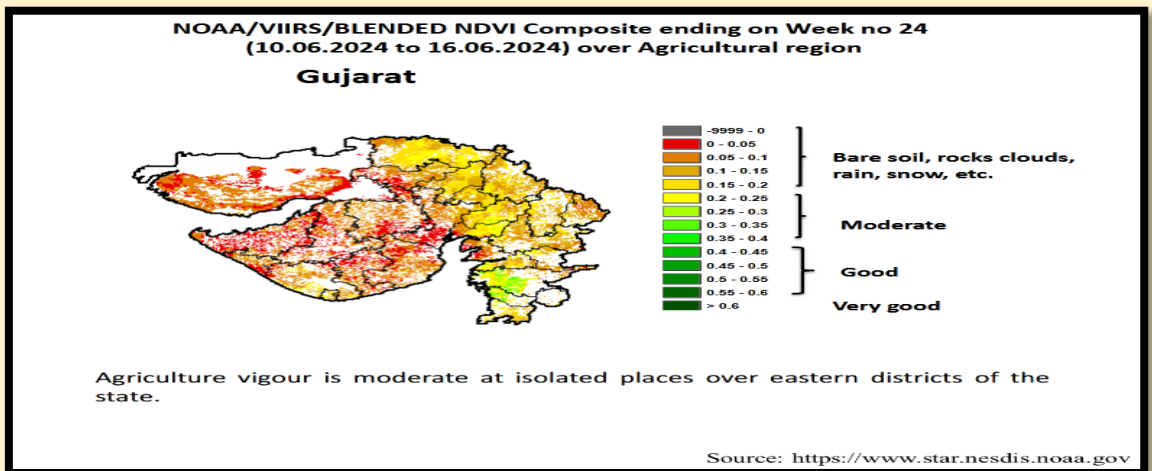 NOAA/VIIRS/BLENDED NDVI Composite ending on Week no 24
(10.06.2024 to 16.06.2024) over Agricultural region
Gujarat
-9999 - 0
0 - 0.05
0.05 - 0.1
0.1 - 0.15
0.15 - 0.2
0.2 - 0.25
0.25 - 0.3
0.3 - 0.35
0.35 - 0.4
0.4 - 0.45
0.45 - 0.5
0.5 - 0.55
0.55 - 0.6
> 0.6
Bare soil, rocks clouds,
rain, snow, etc.
Moderate
Good
Very good
Agriculture vigour is moderate at isolated places over eastern districts of the
state.
Source: https://www.star.nesdis.noaa.gov